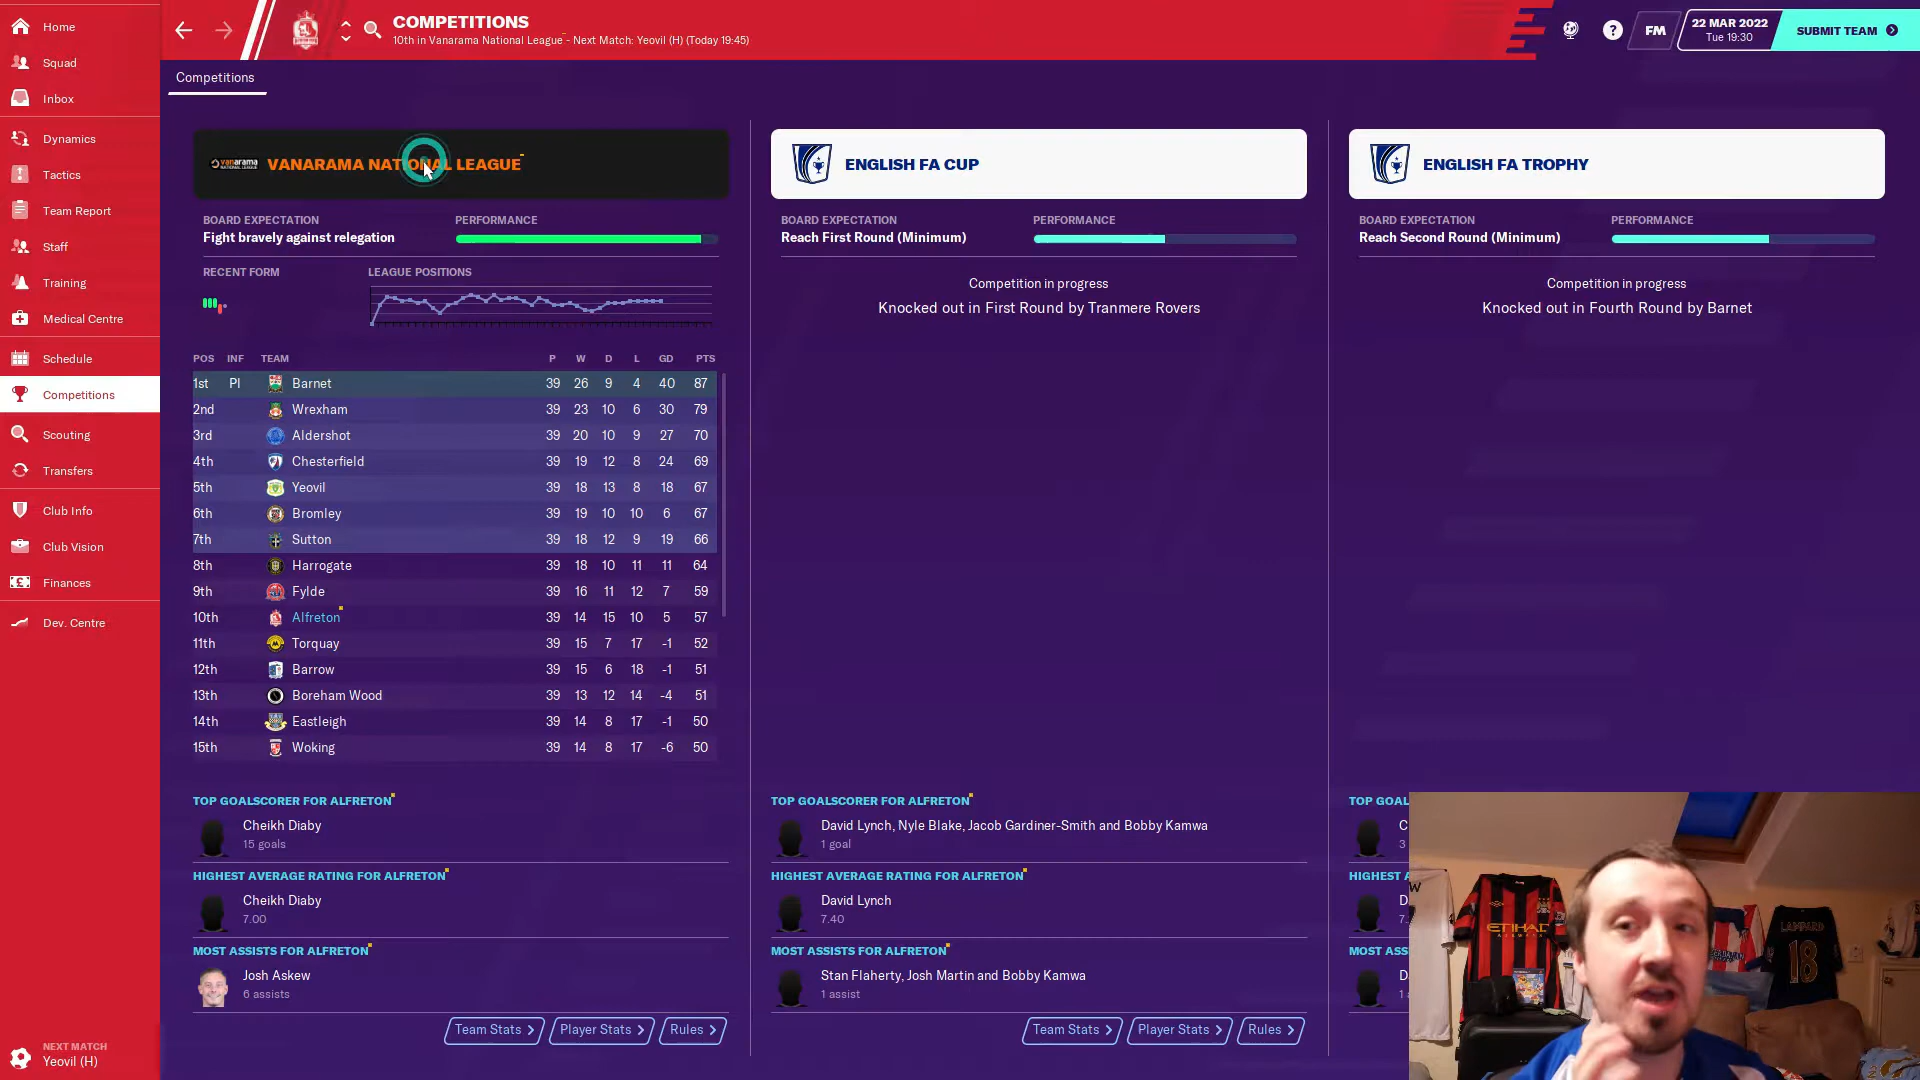 Home
Squad
Inbox
Dynamics
Tactics
Team Report
Staff
Training
Medical Centre
Schedule
Competitions
Scouting
Transfers
Club Info
Club Vision
Finances
Dev. Centre
NEXT MATCH
Yeovil (H)
COMPETITIONS
10th in Vanarama National League - Next Match: Yeovil (H) (Today 19:45)
?
FM
22 MAR 2022
Tue 19:30
SUBMIT TEAM
Competitions
vanarama
NATIONAL LEAGUE
VANARAMA NATIONAL LEAGUE
BOARD EXPECTATION PERFORMANCE
Fight bravely against relegation
RECENT FORM LEAGUE POSITIONS
POS INF TEAM P W D L GD PTS
1st Pl Barnet 39 26 9 4 40 87
2nd Wrexham 39 23 10 6 30 79
3rd Aldershot 39 20 10 9 27 70
4th Chesterfield 39 19 12 8 24 69
5th Yeovil 39 18 13 8 18 67
6th Bromley 39 19 10 10 6 67
7th Sutton 39 18 12 9 19 66
8th Harrogate 39 18 10 11 11 64
9th Fylde 39 16 11 12 7 59
10th Alfreton 39 14 15 10 5 57
11th Torquay 39 15 7 17 -1 52
12th Barrow 39 15 6 18 -1 51
13th Boreham Wood 39 13 12 14 -4 51
14th Eastleigh 39 14 8 17 -1 50
15th Woking 39 14 8 17 -6 50
TOP GOALSCORER FOR ALFRETON
Cheikh Diaby
15 goals
HIGHEST AVERAGE RATING FOR ALFRETON
Cheikh Diaby
7.00
MOST ASSISTS FOR ALFRETON
Josh Askew
6 assists
Team Stats Player Stats Rules
ENGLISH FA CUP
BOARD EXPECTATION PERFORMANCE
Reach First Round (Minimum)
Competition in progress
Knocked out in First Round by Tranmere Rovers
TOP GOALSCORER FOR ALFRETON
David Lynch, Nyle Blake, Jacob Gardiner-Smith and Bobby Kamwa
1 goal
HIGHEST AVERAGE RATING FOR ALFRETON
David Lynch
7.40
MOST ASSISTS FOR ALFRETON
Stan Flaherty, Josh Martin and Bobby Kamwa
1 assist
Team Stats Player Stats Rules
ENGLISH FA TROPHY
BOARD EXPECTATION PERFORMANCE
Reach Second Round (Minimum)
Competition in progress
Knocked out in Fourth Round by Barnet
TOP GOAL
C
3
HIGHEST A
D
7.
MOST ASS
D
1
ETIHAD
LAMPARD
18